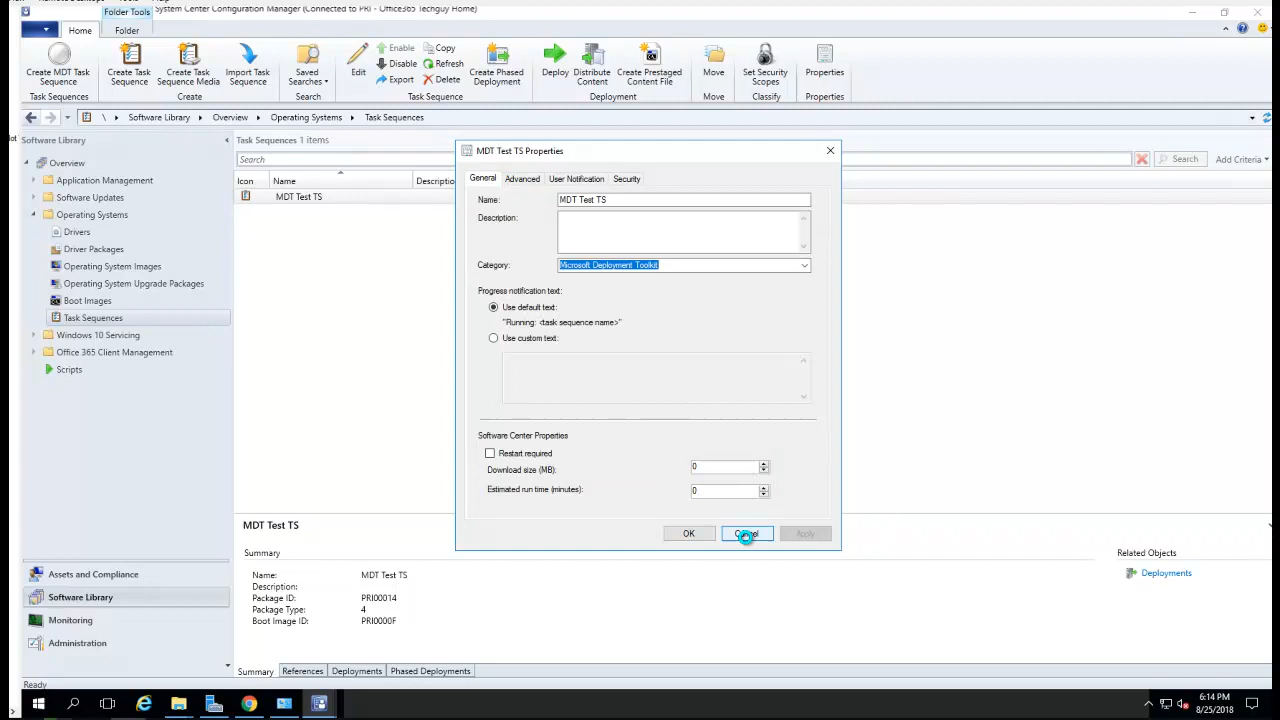 System Center Configuration Manager (Connected to PRI - Office365 Techguy Home)
Folder Tools
Home
Folder
Create MDT Task Sequence
Create Task Sequence
Create Task Sequence Media
Import Task Sequence
Saved Searches
Edit
Enable
Disable
Export
Copy
Refresh
Delete
Create Phased Deployment
Deploy
Distribute Content
Create Prestaged Content File
Move
Set Security Scopes
Properties
Task Sequences
Create
Search
Task Sequence
Deployment
Move
Classify
Properties
\ Software Library Overview Operating Systems Task Sequences
Software Library
Overview
Application Management
Software Updates
Operating Systems
Drivers
Driver Packages
Operating System Images
Operating System Upgrade Packages
Boot Images
Task Sequences
Windows 10 Servicing
Office 365 Client Management
Scripts
Task Sequences 1 items
Search
Search
Add Criteria
Icon Name
MDT Test TS
MDT Test TS Properties
General Advanced User Notification Security
Name: MDT Test TS
Description:
Category: Microsoft Deployment Toolkit
Progress notification text:
Use default text:
"Running: <task sequence name>"
Use custom text:
Software Center Properties
Restart required
Download size (MB): 0
Estimated run time (minutes): 0
OK
Apply
MDT Test TS
Summary
Name: MDT Test TS
Description:
Package ID: PRI00014
Package Type: 4
Boot Image ID: PRI0000F
Related Objects
Deployments
Summary References Deployments Phased Deployments
Assets and Compliance
Software Library
Monitoring
Administration
Ready
6:14 PM
8/25/2018